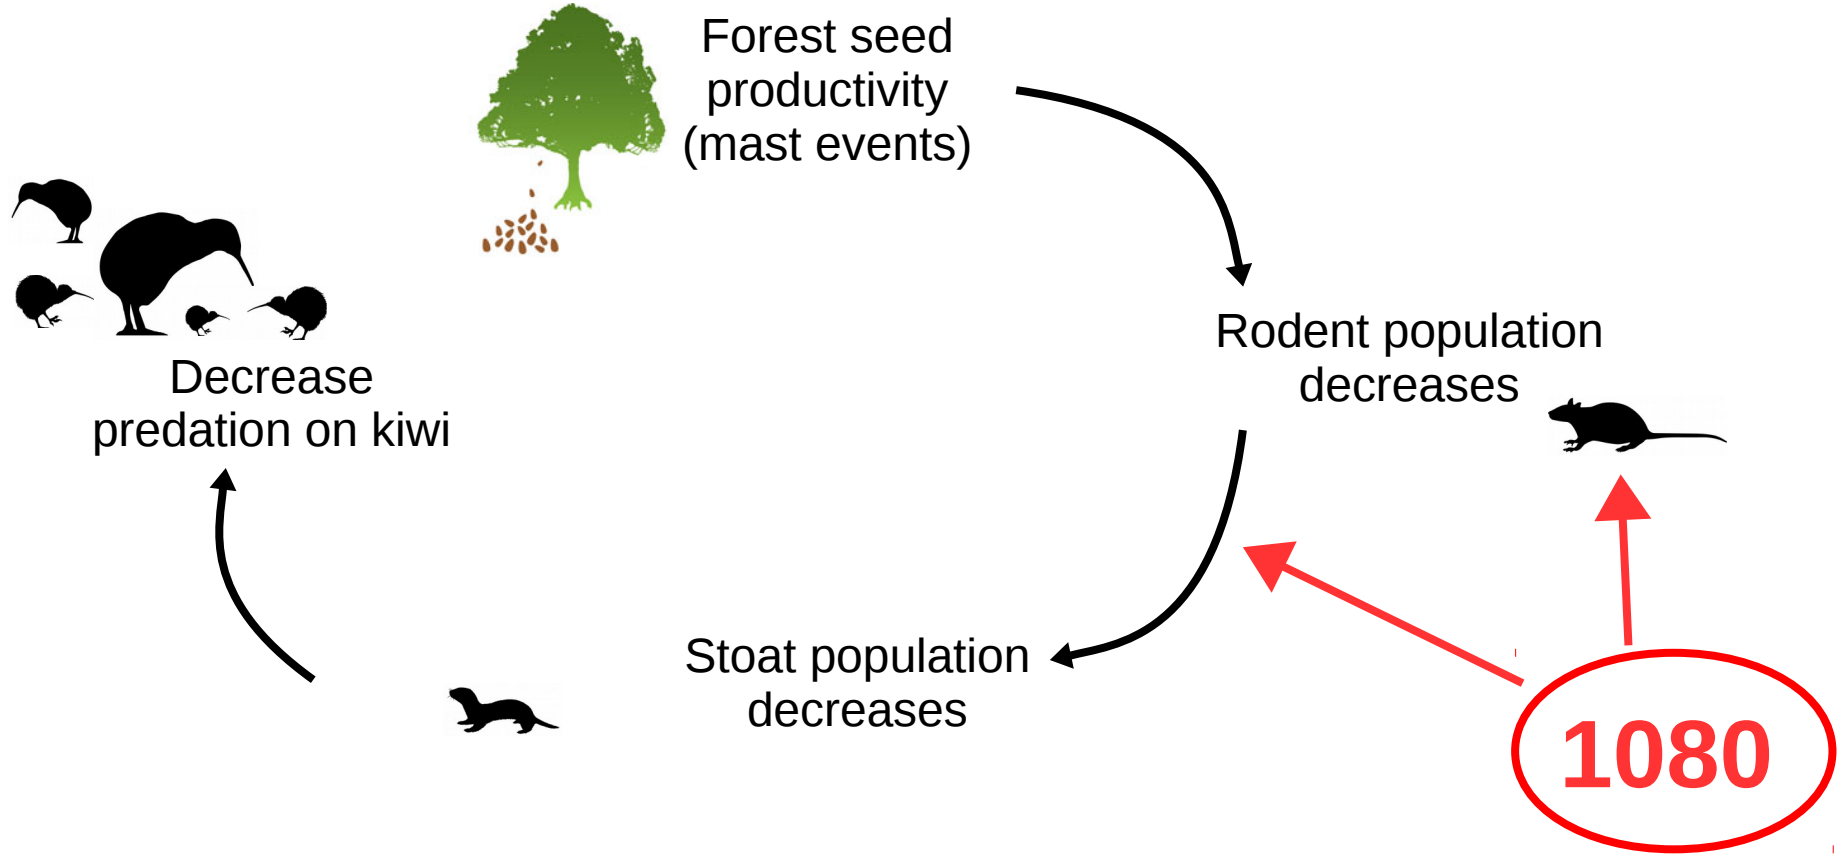 Forest seed
productivity
(mast events)
Rodent population
decreases
Decrease
predation on kiwi
Stoat population
decreases
1080